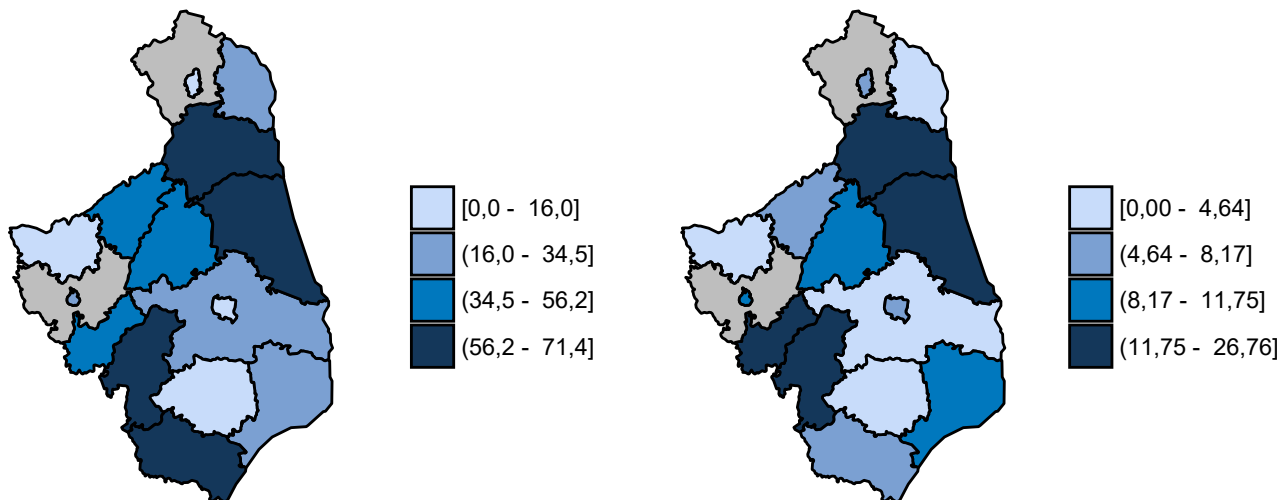 [0,0 - 16,0]
(16,0 - 34,5]
(34,5 - 56,2]
(56,2 - 71,4]
[0,00 - 4,64]
(4,64 - 8,17]
(8,17 - 11,75]
(11,75 - 26,76]